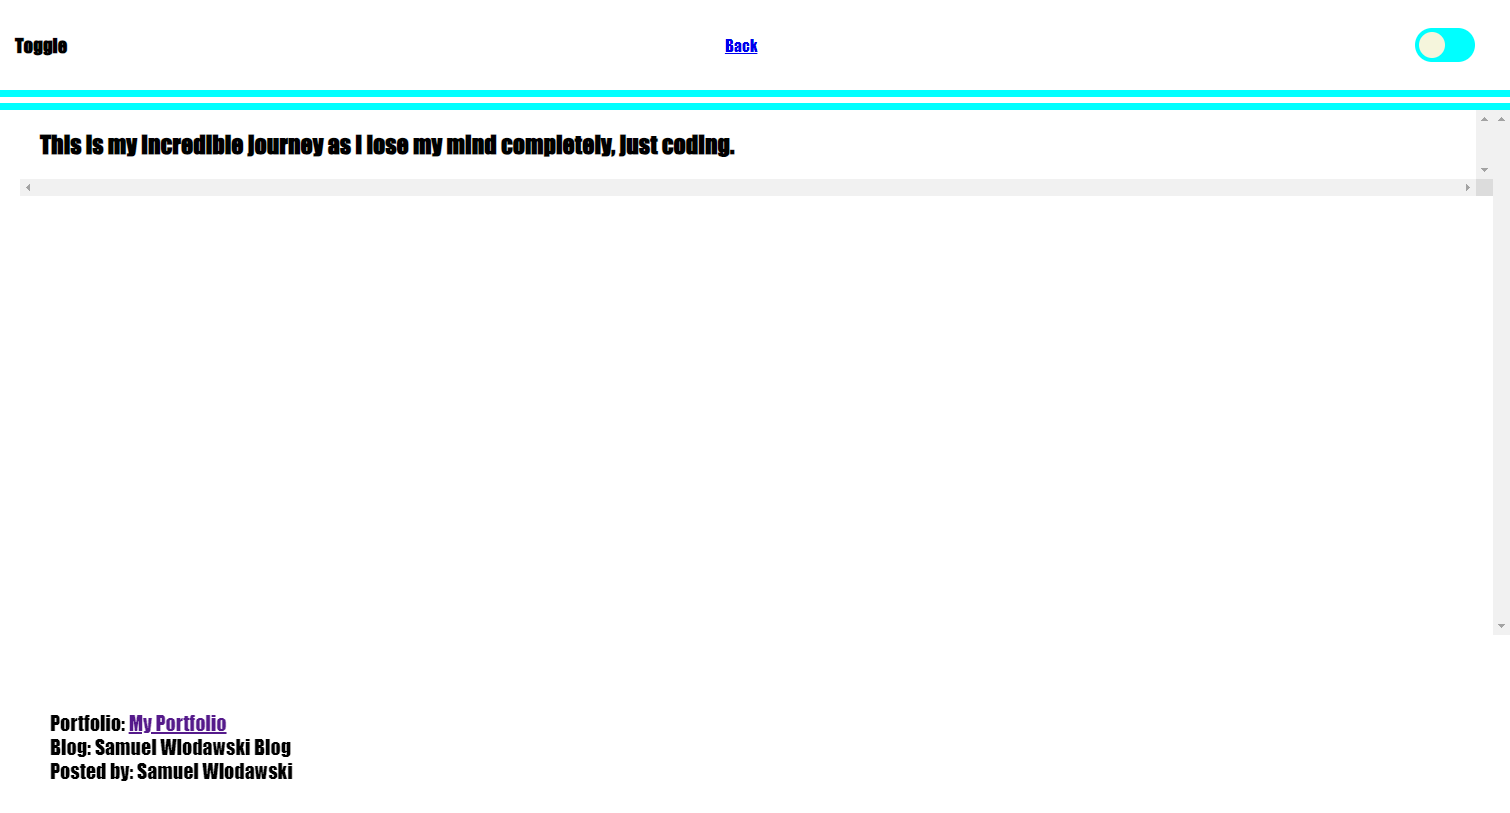 Toggle
Back
This is my incredible journey as I lose my mind completely, just coding.
Portfolio: My Portfolio
Blog: Samuel Wlodawski Blog
Posted by: Samuel Wlodawski